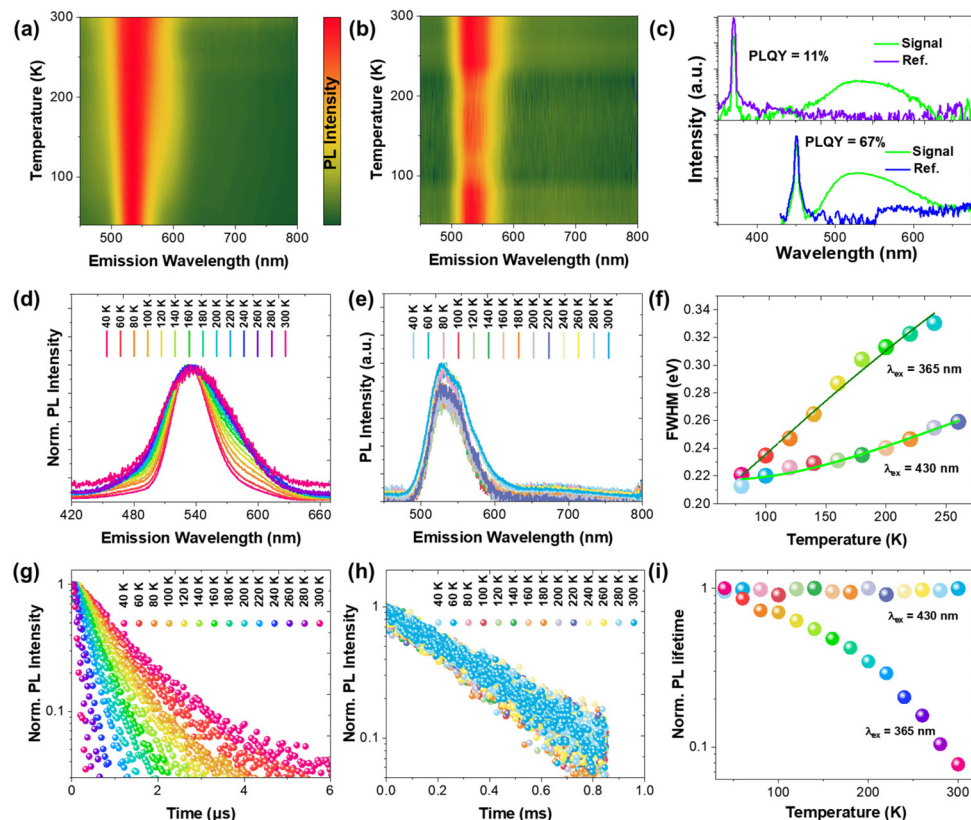 (a)
300
200
100
Temperature (K)
500 600 700 800
Emission Wavelength (nm)
PL Intensity
(b)
300
200
100
Temperature (K)
500 600 700 800
Emission Wavelength (nm)
(c)
PLQY = 11%
Signal
Ref.
PLQY = 67%
Signal
Ref.
Intensity (a.u.)
400 500 600
Wavelength (nm)
(d)
40 K 60 K 80 K 100 K 120 K 140 K 160 K 180 K 200 K 220 K 240 K 260 K 280 K 300 K
Norm. PL Intensity
420 480 540 600 660
Emission Wavelength (nm)
(e)
40 K 60 K 80 K 100 K 120 K 140 K 160 K 180 K 200 K 220 K 240 K 260 K 280 K 300 K
PL Intensity (a.u.)
500 600 700 800
Emission Wavelength (nm)
(f)
0.34
0.32
0.30
0.28
0.26
0.24
0.22
0.20
FWHM (eV)
λex = 365 nm
λex = 430 nm
100 150 200 250
Temperature (K)
(g)
40 K 60 K 80 K 100 K 120 K 140 K 160 K 180 K 200 K 220 K 240 K 260 K 280 K 300 K
1
0.1
Norm. PL Intensity
0 2 4 6
Time (µs)
(h)
40 K 60 K 80 K 100 K 120 K 140 K 160 K 180 K 200 K 220 K 240 K 260 K 280 K 300 K
1
0.1
Norm. PL Intensity
0.0 0.2 0.4 0.6 0.8 1.0
Time (ms)
(i)
1
0.1
Norm. PL lifetime
λex = 430 nm
λex = 365 nm
100 200 300
Temperature (K)